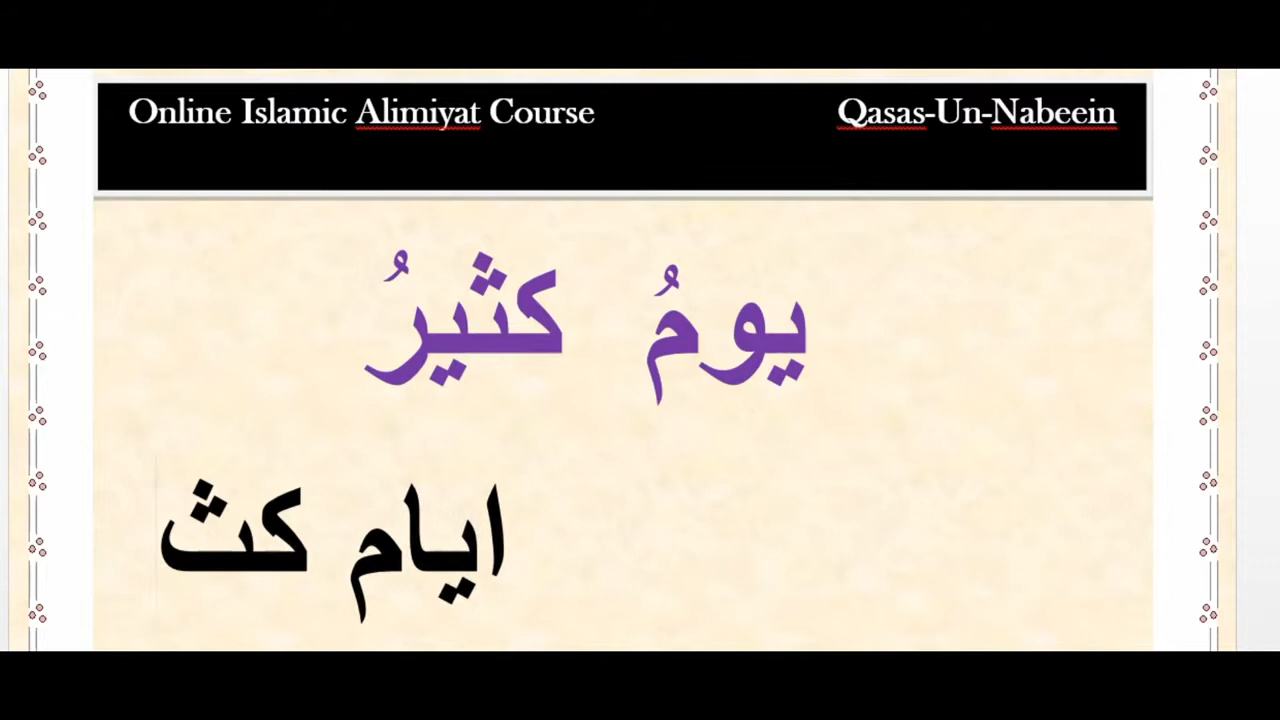 Online Islamic Alimiyat Course Qasas-Un-Nabeein
يومُ كثيرُ
ايام كث